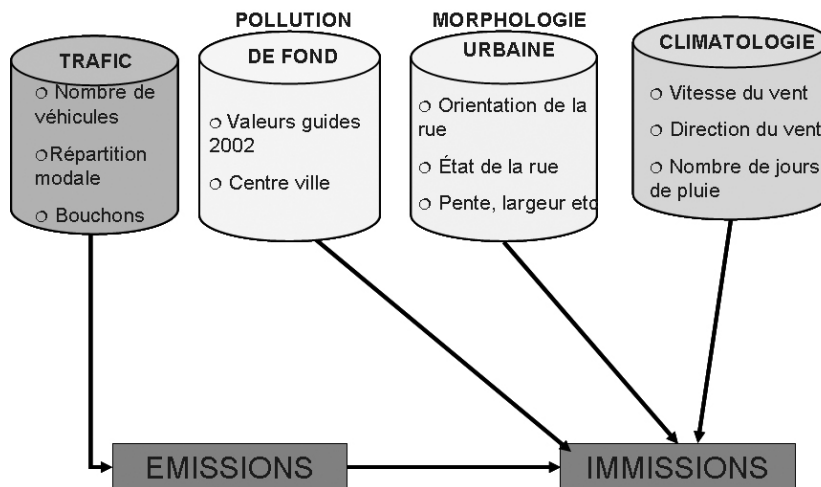 TRAFIC
❍ Nombre de
véhicules
❍Répartition
modale
❍ Bouchons
POLLUTION
DE FOND
❍ Valeurs guides
2002
❍ Centre ville
MORPHOLOGIE
URBAINE
❍ Orientation de la
rue
❍ État de la rue
❍ Pente, largeur etc
CLIMATOLOGIE
❍ Vitesse du vent
❍ Direction du vent
❍ Nombre de jours
de pluie
EMISSIONS
IMMISSIONS